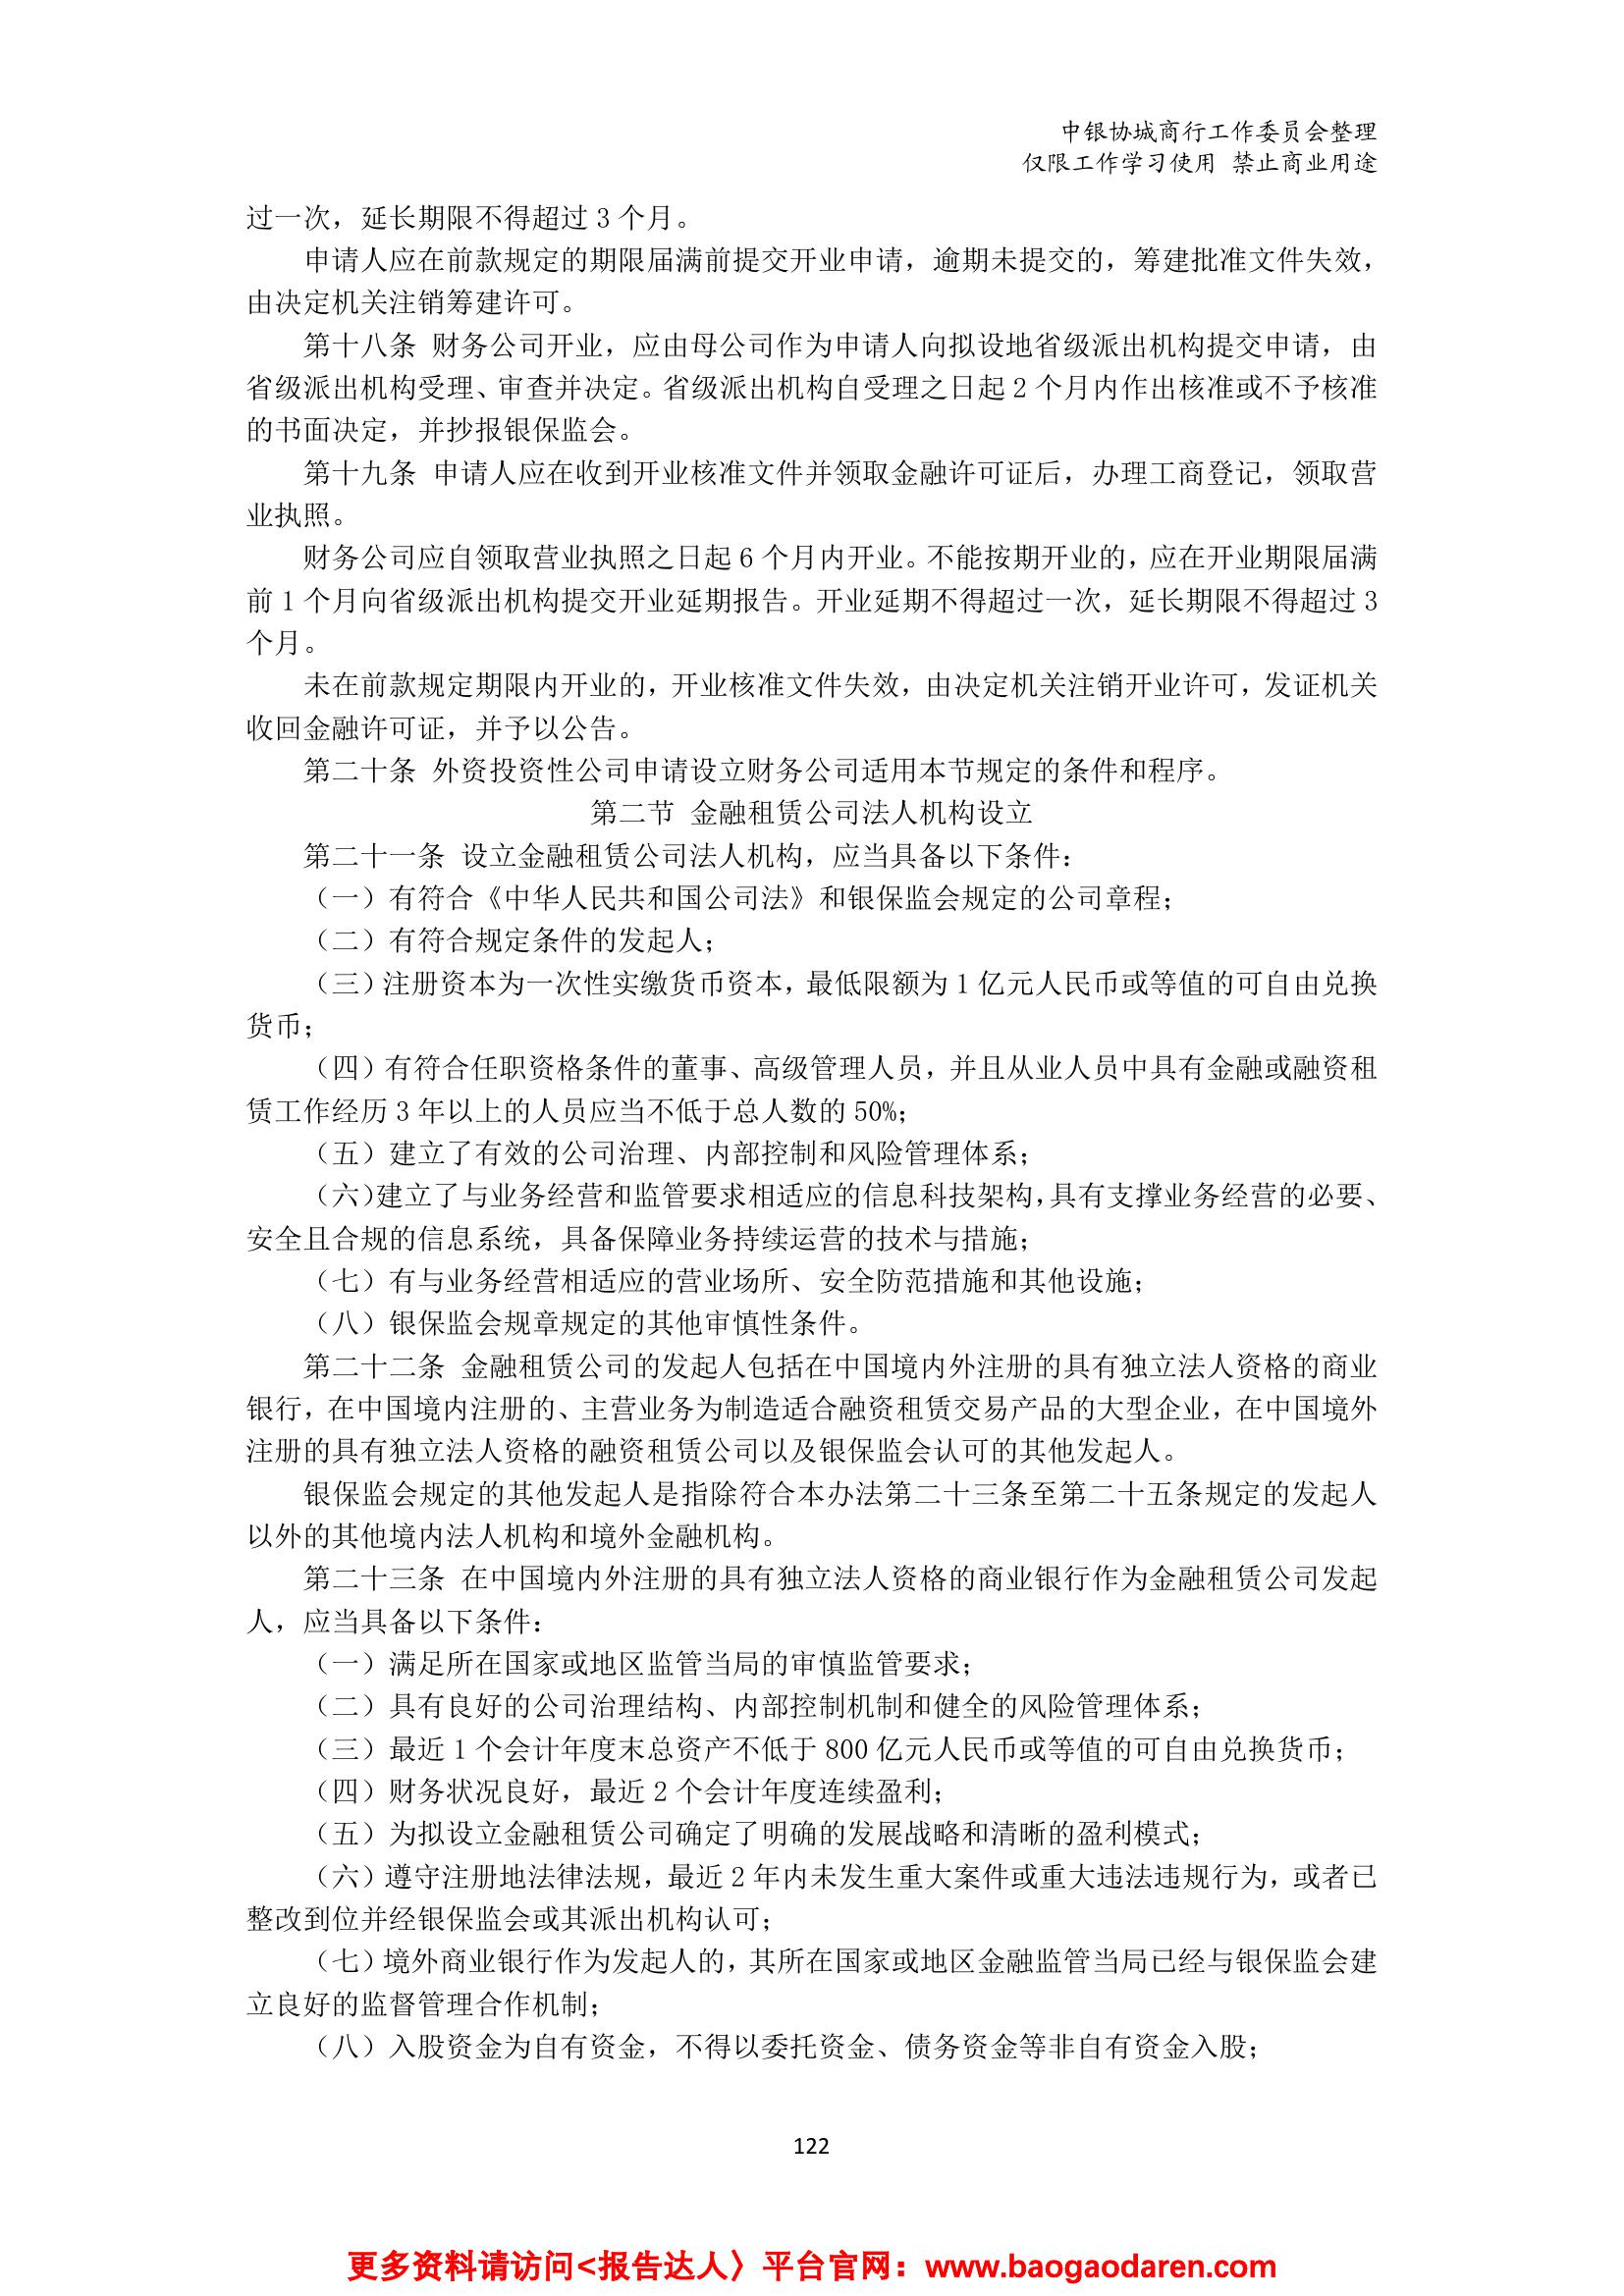 中银协城商行工作委员会整理
仅限工作学习使用 禁止商业用途
过一次，延长期限不得超过 3 个月。
申请人应在前款规定的期限届满前提交开业申请，逾期未提交的，筹建批准文件失效，
由决定机关注销筹建许可。
第十八条 财务公司开业，应由母公司作为申请人向拟设地省级派出机构提交申请，由
省级派出机构受理、审查并决定。省级派出机构自受理之日起 2 个月内作出核准或不予核准
的书面决定，并抄报银保监会。
第十九条 申请人应在收到开业核准文件并领取金融许可证后，办理工商登记，领取营
业执照。
财务公司应自领取营业执照之日起 6 个月内开业。不能按期开业的，应在开业期限届满
前 1 个月向省级派出机构提交开业延期报告。开业延期不得超过一次，延长期限不得超过 3
个月。
未在前款规定期限内开业的，开业核准文件失效，由决定机关注销开业许可，发证机关
收回金融许可证，并予以公告。
第二十条 外资投资性公司申请设立财务公司适用本节规定的条件和程序。
第二节 金融租赁公司法人机构设立
第二十一条 设立金融租赁公司法人机构，应当具备以下条件：
（一）有符合《中华人民共和国公司法》和银保监会规定的公司章程；
（二）有符合规定条件的发起人；
（三）注册资本为一次性实缴货币资本，最低限额为 1 亿元人民币或等值的可自由兑换
货币；
（四）有符合任职资格条件的董事、高级管理人员，并且从业人员中具有金融或融资租
赁工作经历 3 年以上的人员应当不低于总人数的 50%；
（五）建立了有效的公司治理、内部控制和风险管理体系；
（六）建立了与业务经营和监管要求相适应的信息科技架构，具有支撑业务经营的必要、
安全且合规的信息系统，具备保障业务持续运营的技术与措施；
（七）有与业务经营相适应的营业场所、安全防范措施和其他设施；
（八）银保监会规章规定的其他审慎性条件。
第二十二条 金融租赁公司的发起人包括在中国境内外注册的具有独立法人资格的商业
银行，在中国境内注册的、主营业务为制造适合融资租赁交易产品的大型企业，在中国境外
注册的具有独立法人资格的融资租赁公司以及银保监会认可的其他发起人。
银保监会规定的其他发起人是指除符合本办法第二十三条至第二十五条规定的发起人
以外的其他境内法人机构和境外金融机构。
第二十三条 在中国境内外注册的具有独立法人资格的商业银行作为金融租赁公司发起
人，应当具备以下条件：
（一）满足所在国家或地区监管当局的审慎监管要求；
（二）具有良好的公司治理结构、内部控制机制和健全的风险管理体系；
（三）最近 1 个会计年度末总资产不低于 800 亿元人民币或等值的可自由兑换货币；
（四）财务状况良好，最近 2 个会计年度连续盈利；
（五）为拟设立金融租赁公司确定了明确的发展战略和清晰的盈利模式；
（六）遵守注册地法律法规，最近 2 年内未发生重大案件或重大违法违规行为，或者已
整改到位并经银保监会或其派出机构认可；
（七）境外商业银行作为发起人的，其所在国家或地区金融监管当局已经与银保监会建
立良好的监督管理合作机制；
（八）入股资金为自有资金，不得以委托资金、债务资金等非自有资金入股；
122
更多资料请访问<报告达人〉平台官网：www.baogaodaren.com